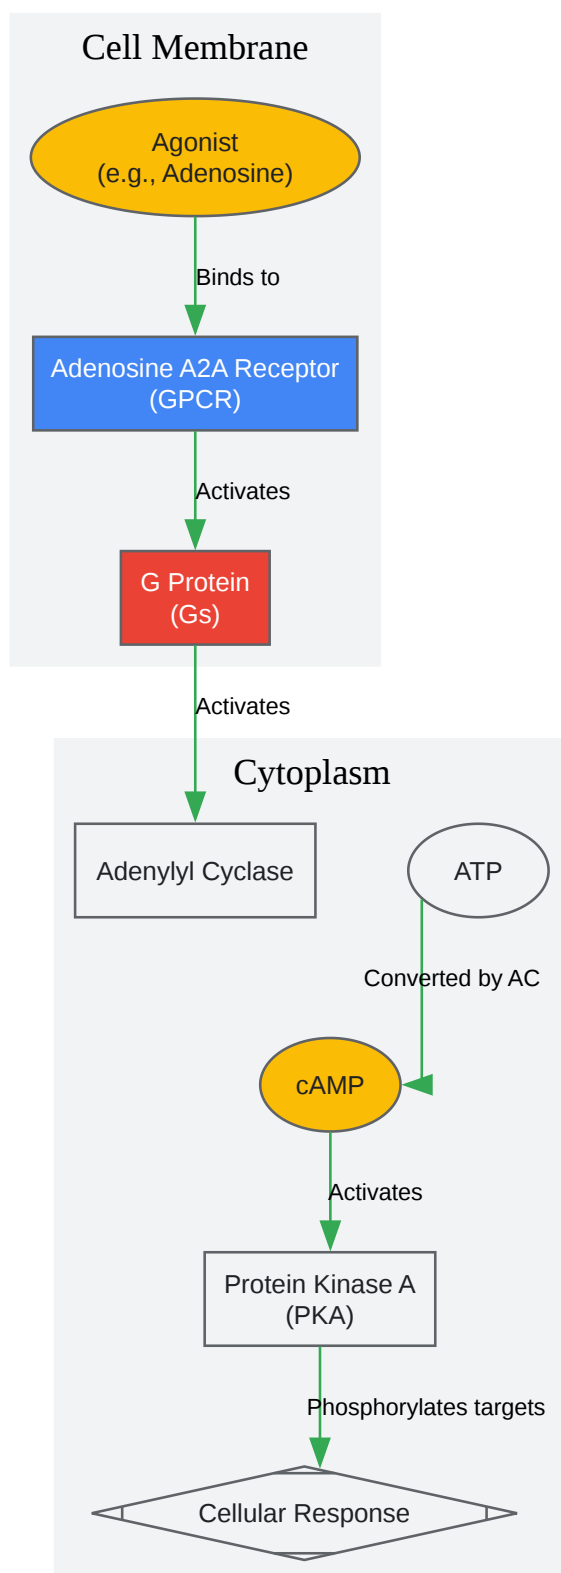 Cell Membrane
Agonist
(e.g., Adenosine)
Binds to
Adenosine A2A Receptor
(GPCR)
Activates
G Protein
(Gs)
Activates
Cytoplasm
Adenylyl Cyclase
ATP
Converted by AC
cAMP
Activates
Protein Kinase A
(PKA)
Phosphorylates targets
Cellular Response